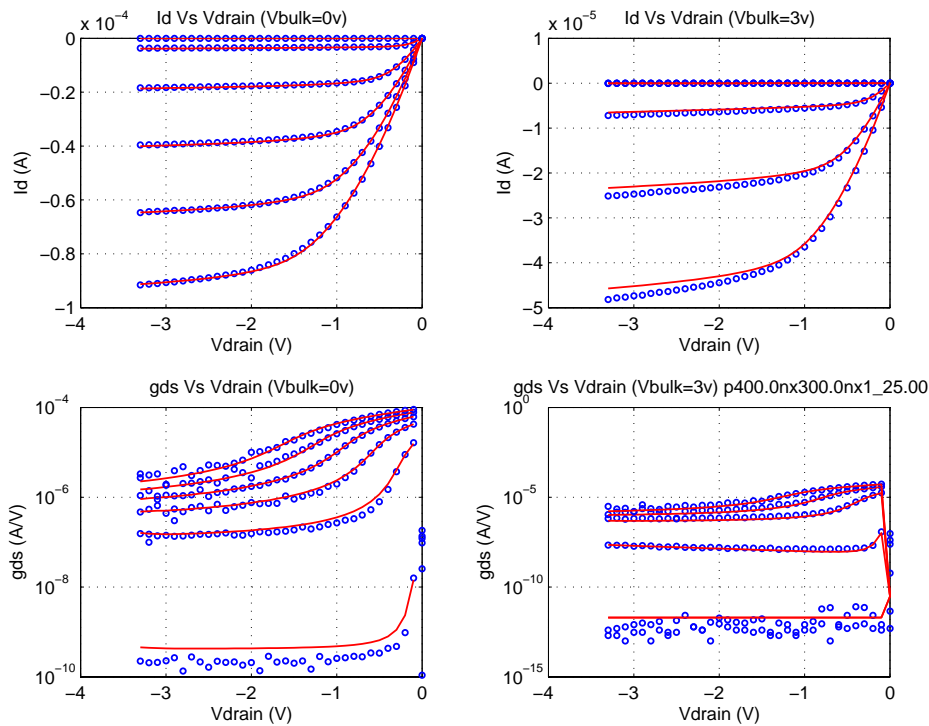 Id Vs Vdrain (Vbulk=0v)
x 10−4
0
−0.2
−0.4
−0.6
−0.8
−1
−4 −3 −2 −1 0
Id (A)
Vdrain (V)
Id Vs Vdrain (Vbulk=3v)
x 10−5
1
0
−1
−2
−3
−4
−5
−4 −3 −2 −1 0
Id (A)
Vdrain (V)
gds Vs Vdrain (Vbulk=0v)
10−4
10−6
10−8
10−10
−4 −3 −2 −1 0
gds (A/V)
Vdrain (V)
gds Vs Vdrain (Vbulk=3v) p400.0nx300.0nx1_25.00
100
10−5
10−10
10−15
−4 −3 −2 −1 0
gds (A/V)
Vdrain (V)